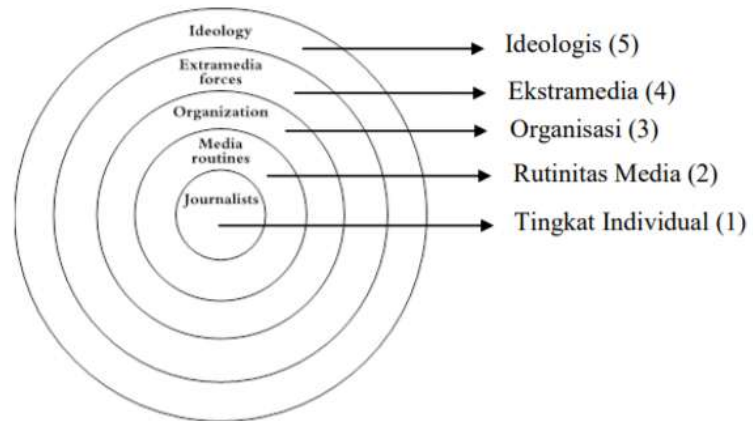 Ideology
Ideologis (5)
Extramedia
forces
Ekstramedia (4)
Organization
Organisasi (3)
Media
routines
Rutinitas Media (2)
Journalists
Tingkat Individual (1)